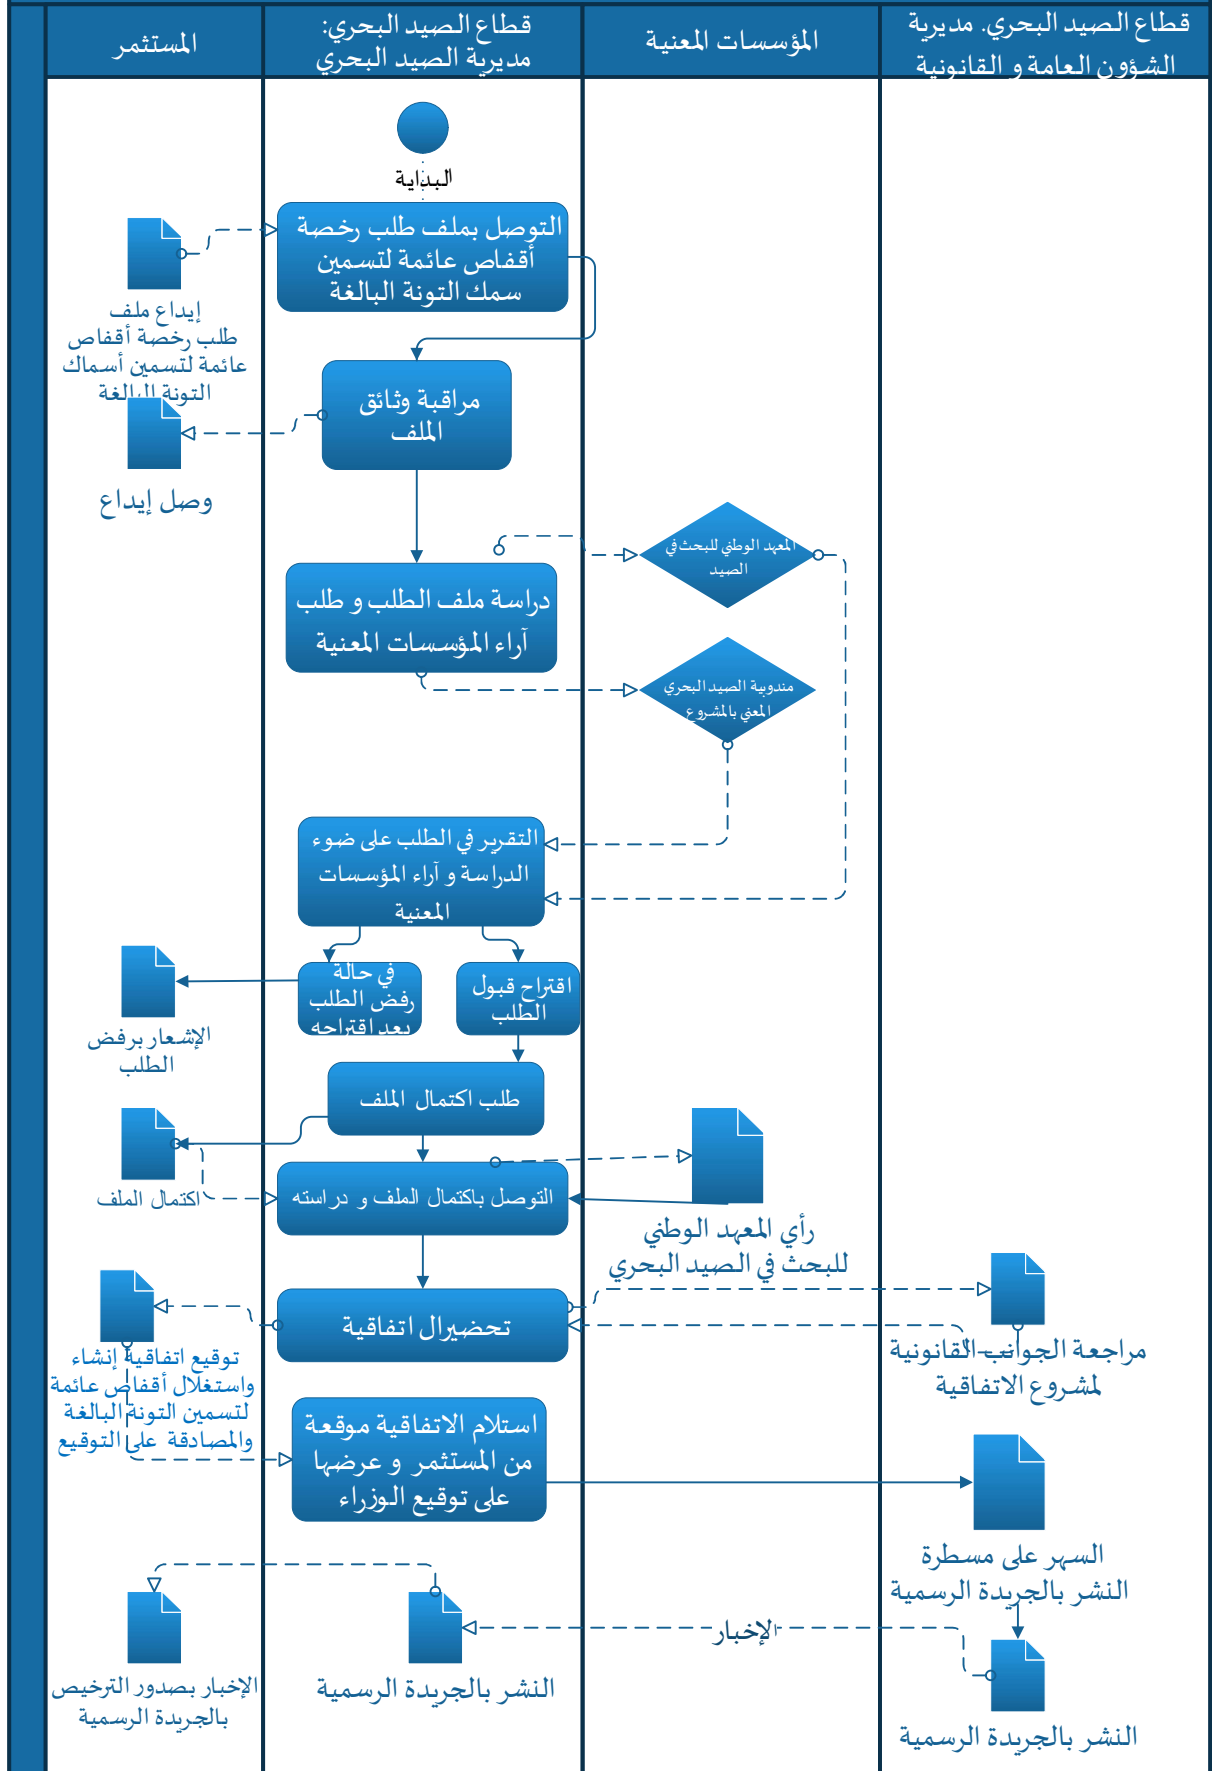 قطاع الصيد البحري. مديرية
الشؤون العامة و القانونية
المؤسسات المعنية
قطاع الصيد البحري:
مديرية الصيد البحري
المستثمر
البداية
التوصل بملف طلب رخصة
أقفاص عائمة لتسمين
سمك التونة البالغة
إيداع ملف
طلب رخصة أقفاص
عائمة لتسمين أسماك
التونة البالغة
مراقبة وثائق
الملف
وصل إيداع
المعهد الوطني للبحث في
الصيد
دراسة ملف الطلب و طلب
آراء المؤسسات المعنية
مندوبية الصيد البحري
المعني بالمشروع
التقرير في الطلب على ضوء
الدراسة و آراء المؤسسات
المعنية
اقتراح قبول
الطلب
في حالة
رفض الطلب
بعد اقتراحه
الإشعار برفض
الطلب
طلب اكتمال الملف
اكتمال الملف
التوصل باكتمال الملف و دراسته
رأي المعهد الوطني
للبحث في الصيد البحري
تحضيرال اتفاقية
مراجعة الجوانب القانونية
لمشروع الاتفاقية
توقيع اتفاقية إنشاء
واستغلال أقفاص عائمة
لتسمين التونة البالغة
والمصادقة على التوقيع
استلام الاتفاقية موقعة
من المستثمر و عرضها
على توقيع الوزراء
السهر على مسطرة
النشر بالجريدة الرسمية
الإخبار
النشر بالجريدة الرسمية
النشر بالجريدة الرسمية
الإخبار بصدور الترخيص
بالجريدة الرسمية